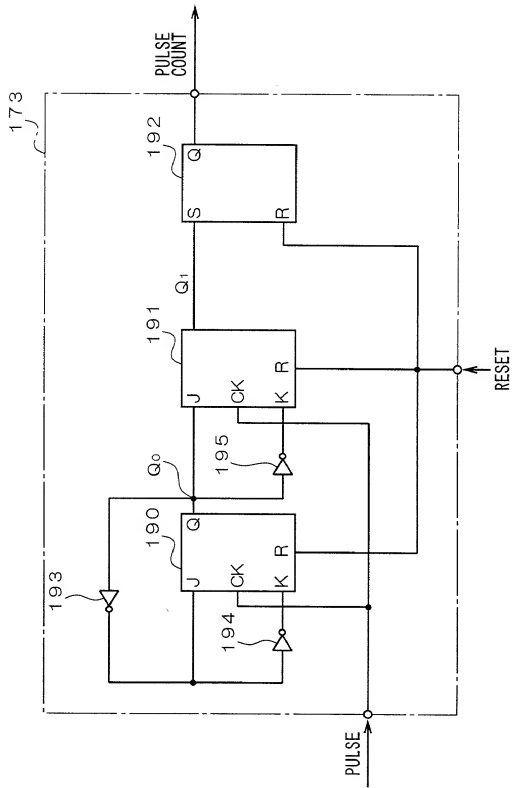 173
PULSE
COUNT
192
S
Q
R
Q1
191
J
CK
K
R
195
Q0
190
J
Q
CK
K
R
193
194
PULSE
RESET